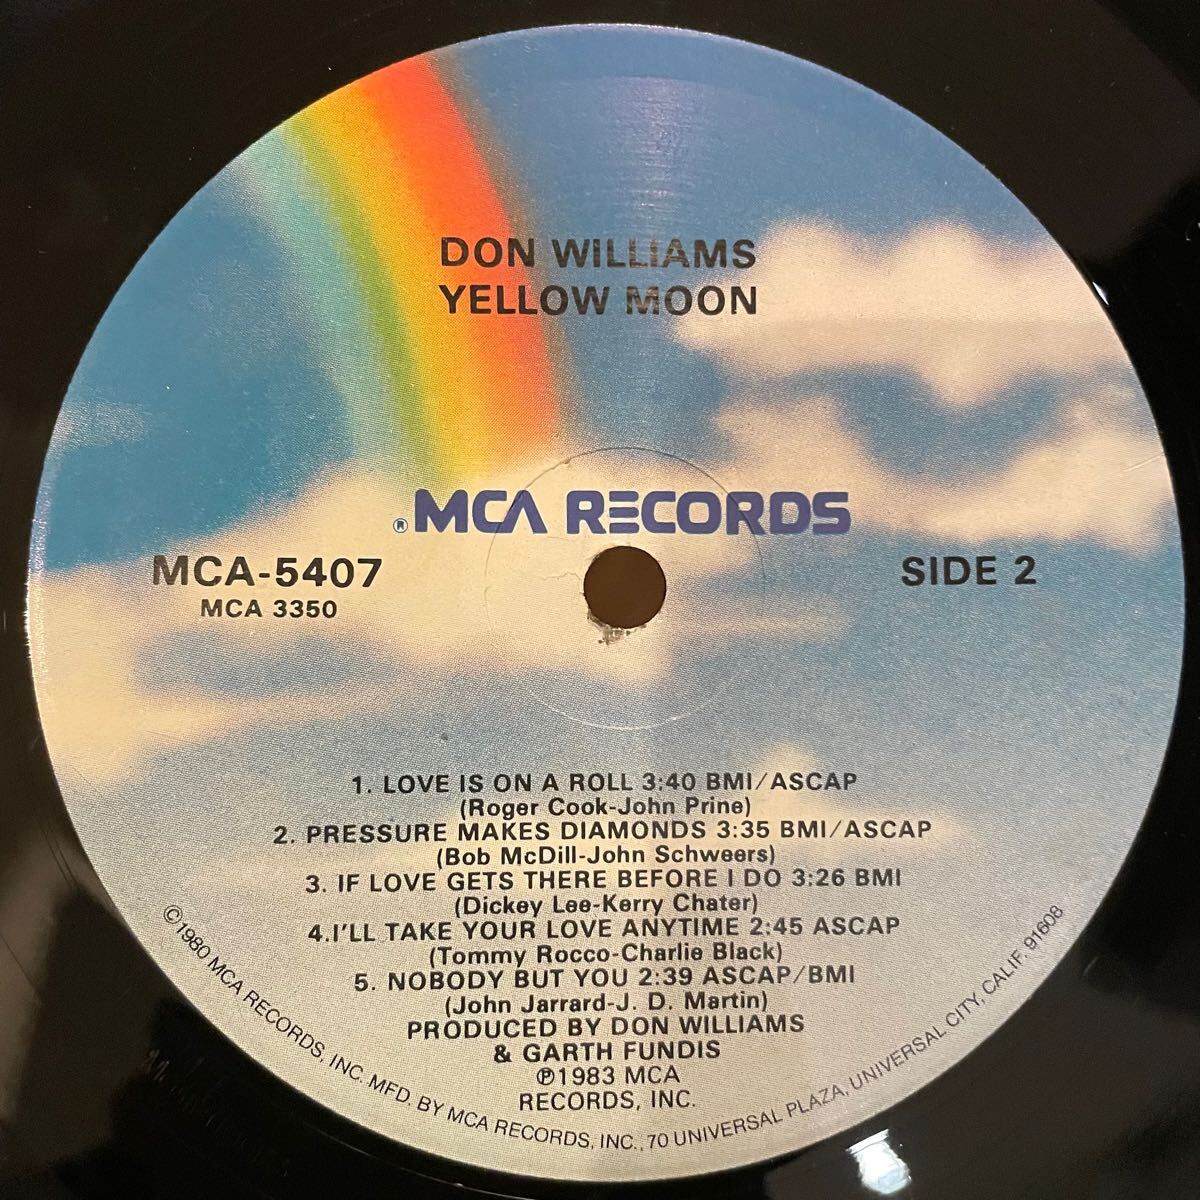 DON WILLIAMS
YELLOW MOON
® MCA RECORDS
MCA-5407
MCA 3350
SIDE 2
1. LOVE IS ON A ROLL 3:40 BMI/ASCAP
(Roger Cook-John Prine)
2. PRESSURE MAKES DIAMONDS 3:35 BMI/ASCAP
(Bob McDill-John Schweers)
3. IF LOVE GETS THERE BEFORE I DO 3:26 BMI
(Dickey Lee-Kerry Chater)
4.I'LL TAKE YOUR LOVE ANYTIME 2:45 ASCAP
(Tommy Rocco-Charlie Black)
5. NOBODY BUT YOU 2:39 ASCAP/BMI
(John Jarrard-J. D. Martin)
PRODUCED BY DON WILLIAMS
& GARTH FUNDIS
℗1983 MCA
RECORDS, INC.
©1980 MCA RECORDS, INC. MFD. BY MCA RECORDS, INC., 70 UNIVERSAL PLAZA, UNIVERSAL CITY, CALIF. 91608